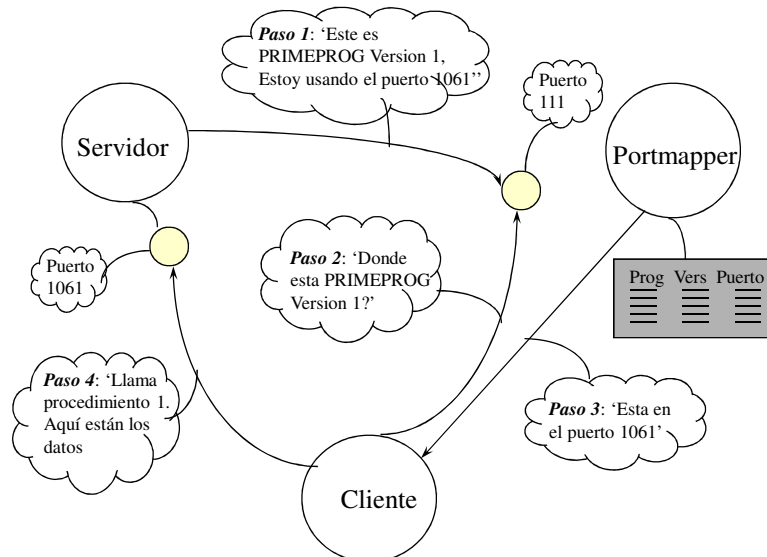 Paso 1: ‘Este es
PRIMEPROG Version 1,
Estoy usando el puerto 1061’’
Puerto
111
Servidor
Portmapper
Puerto
1061
Paso 2: ‘Donde
esta PRIMEPROG
Version 1?’
Prog Vers Puerto
Paso 4: ‘Llama
procedimiento 1.
Aquí están los
datos
Paso 3: ‘Esta en
el puerto 1061’
Cliente